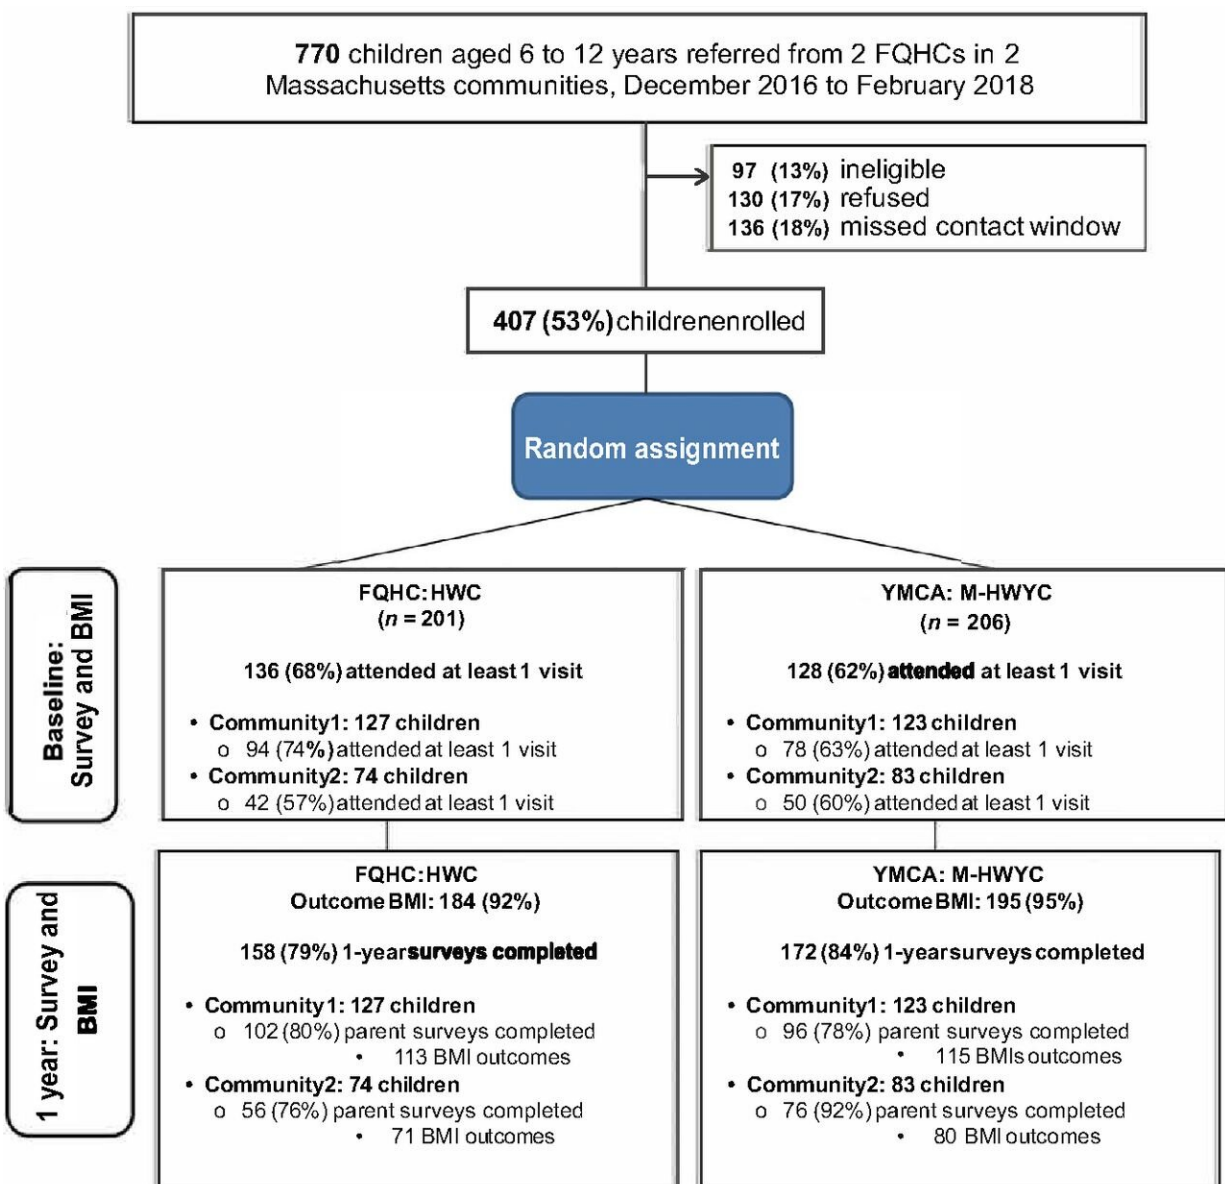 770 children aged 6 to 12 years referred from 2 FQHCs in 2
Massachusetts communities, December 2016 to February 2018
97 (13%) ineligible
130 (17%) refused
136 (18%) missed contact window
407 (53%) childrenenrolled
Random assignment
Baseline:
Survey and BMI
FQHC: HWC
(n = 201)
136 (68%) attended at least 1 visit
• Community1: 127 children
o 94 (74%) attended at least 1 visit
• Community2: 74 children
o 42 (57%) attended at least 1 visit
YMCA: M-HWYC
(n = 206)
128 (62%) attended at least 1 visit
• Community1: 123 children
o 78 (63%) attended at least 1 visit
• Community2: 83 children
o 50 (60%) attended at least 1 visit
1 year: Survey and
BMI
FQHC: HWC
Outcome BMI: 184 (92%)
158 (79%) 1-year surveys completed
• Community1: 127 children
o 102 (80%) parent surveys completed
• 113 BMI outcomes
• Community2: 74 children
o 56 (76%) parent surveys completed
• 71 BMI outcomes
YMCA: M-HWYC
Outcome BMI: 195 (95%)
172 (84%) 1-year surveys completed
• Community1: 123 children
o 96 (78%) parent surveys completed
• 115 BMIs outcomes
• Community2: 83 children
o 76 (92%) parent surveys completed
• 80 BMI outcomes